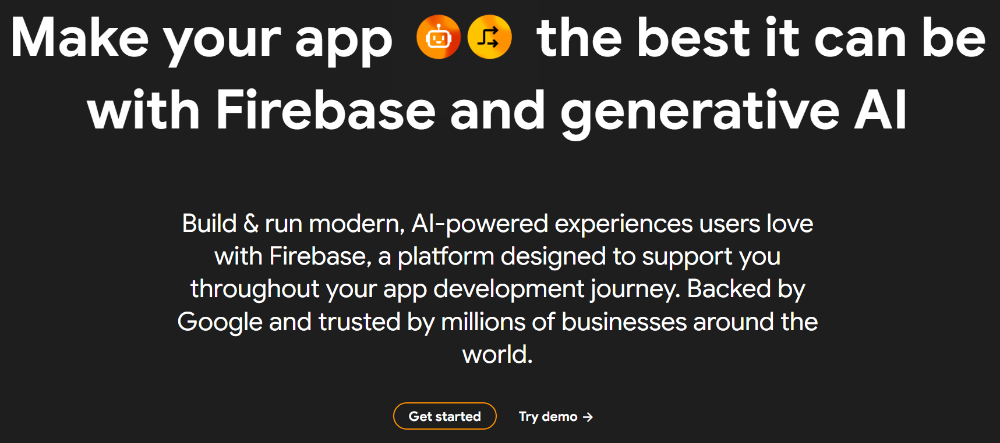 Make your app the best it can be
with Firebase and generative AI
Build & run modern, AI-powered experiences users love
with Firebase, a platform designed to support you
throughout your app development journey. Backed by
Google and trusted by millions of businesses around the
world.
Get started
Try demo →